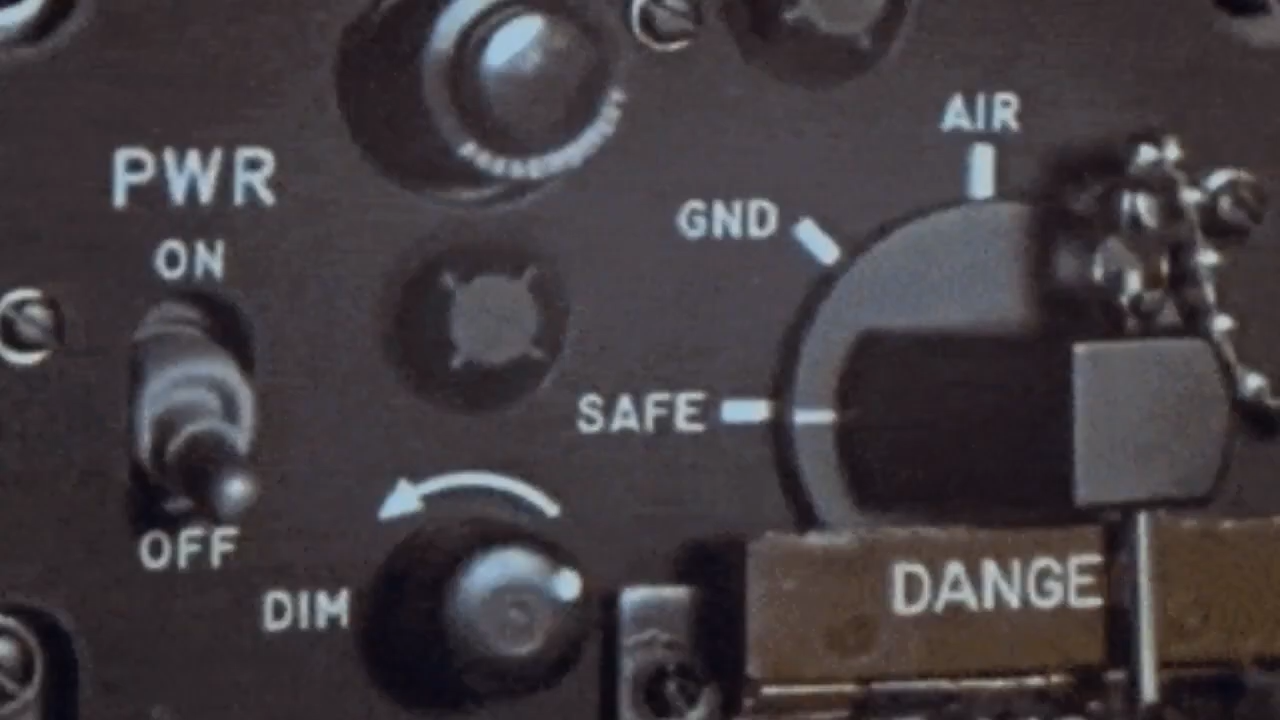 PWR
ON
OFF
DIM
AIR
GND
SAFE
DANGE